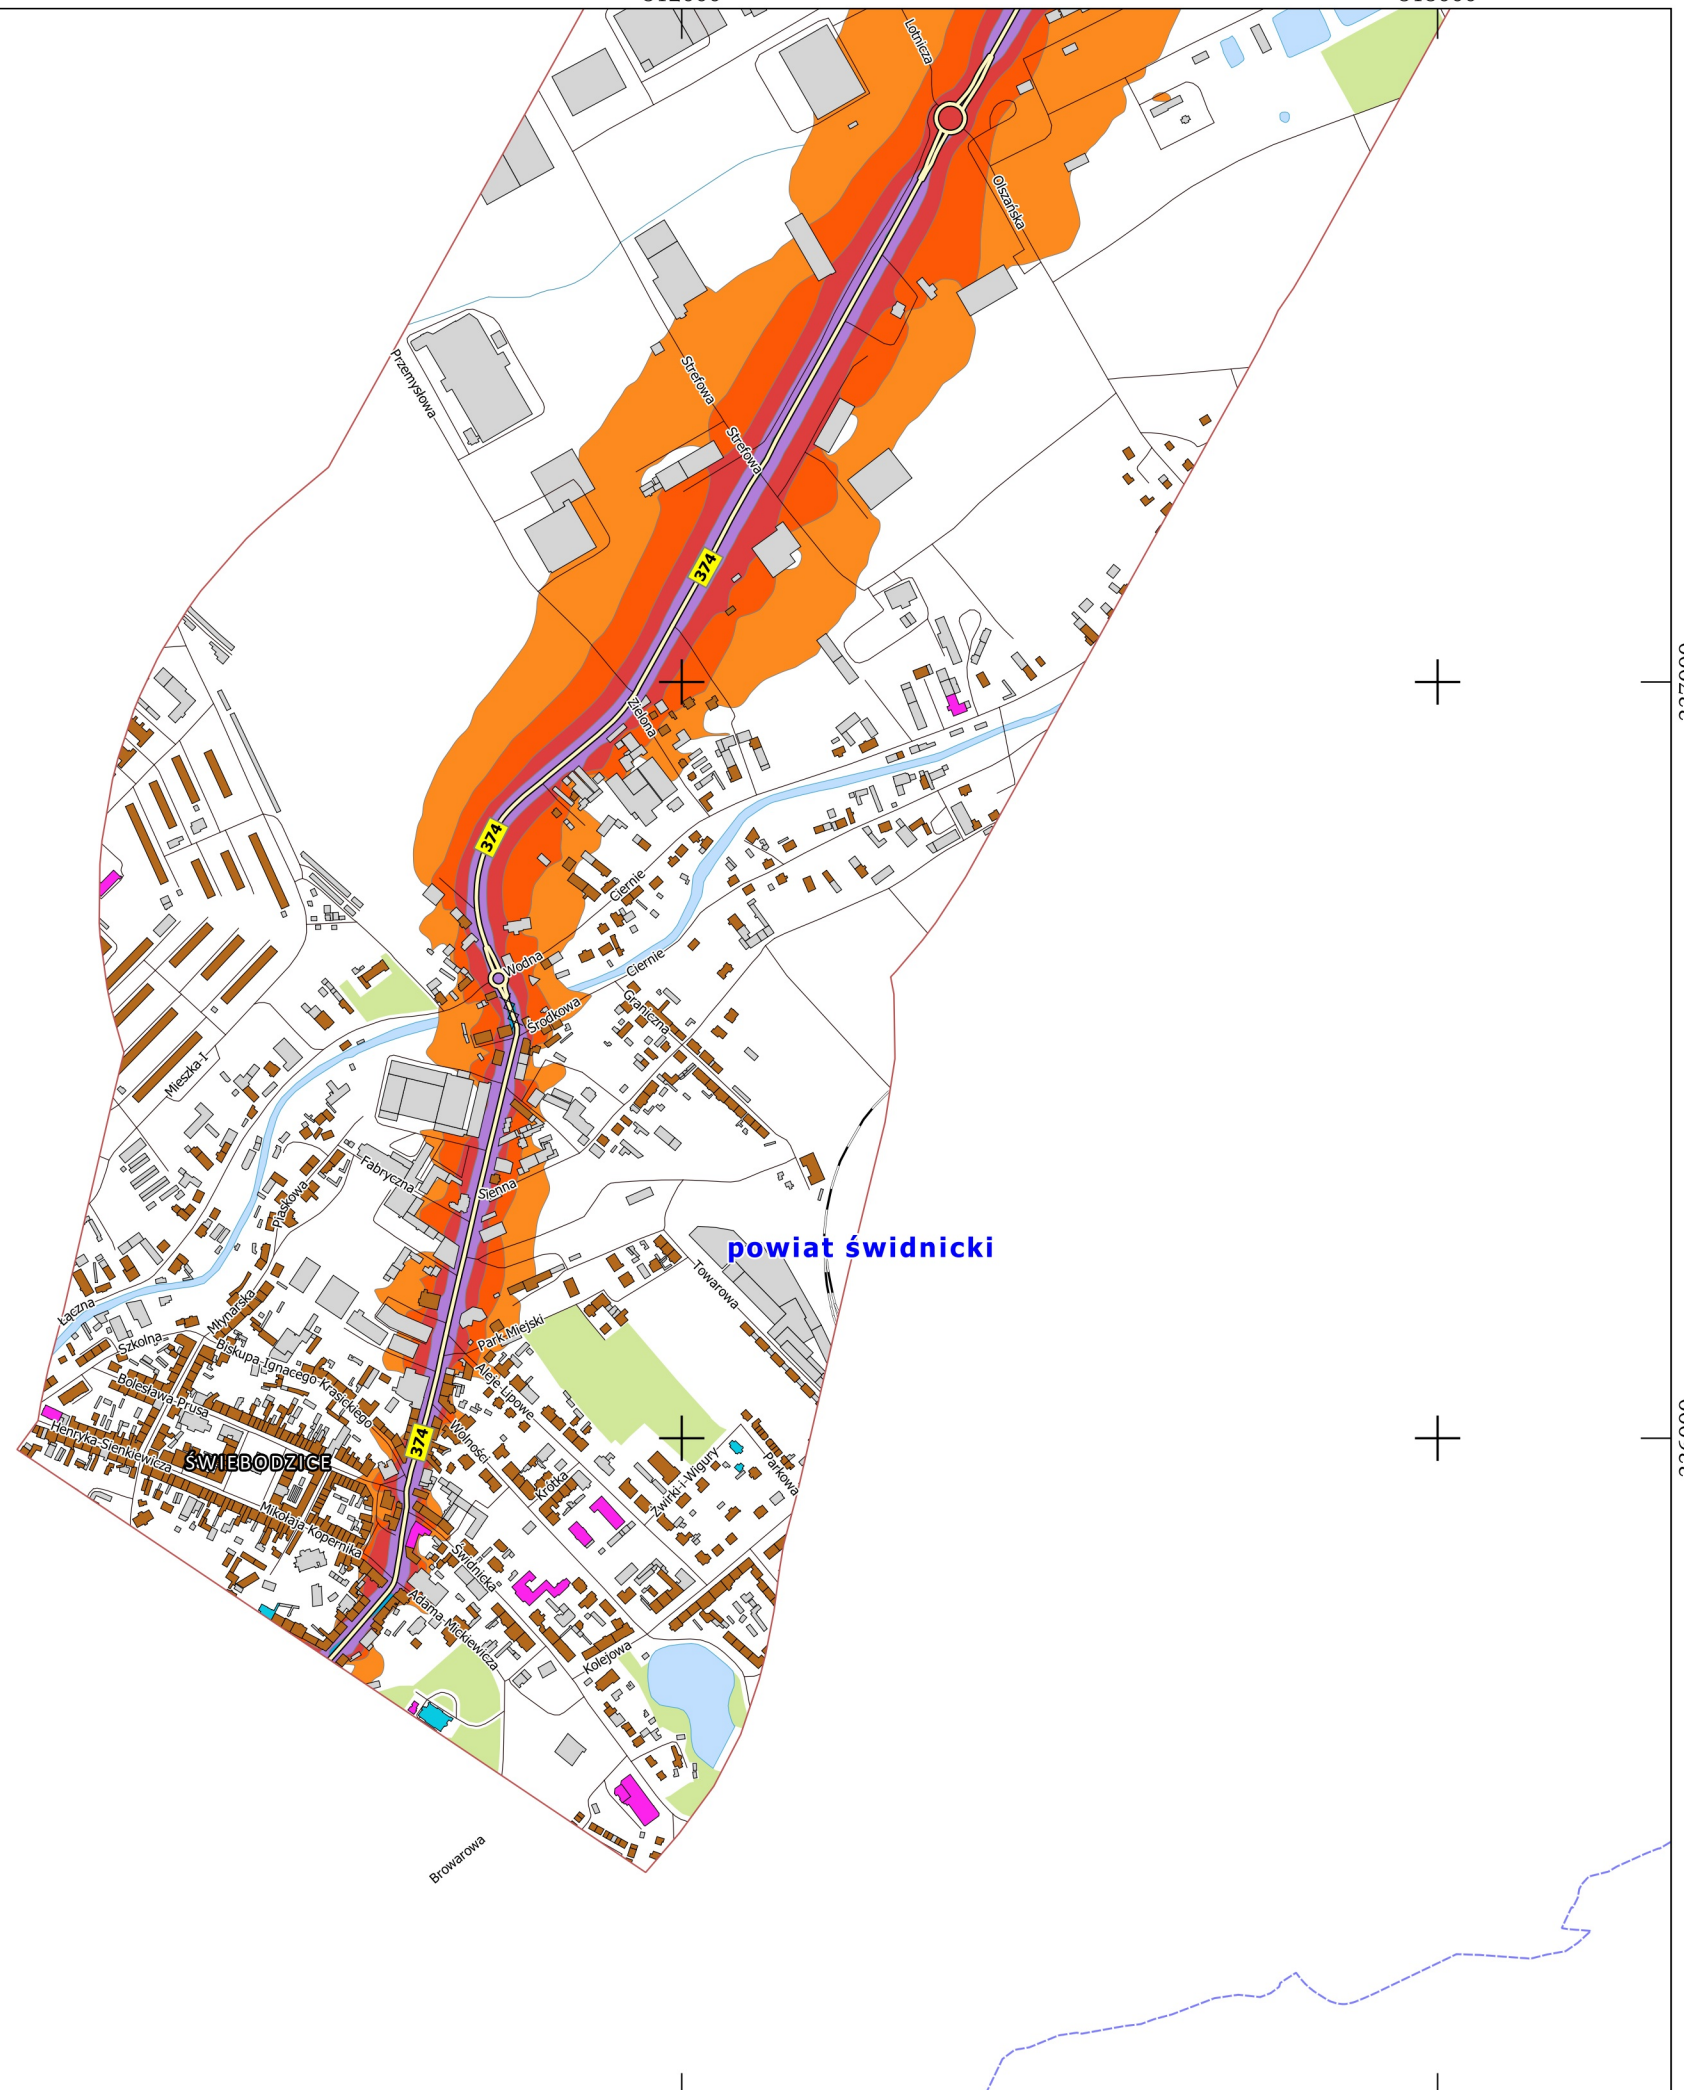 Lotnicza
Olszańska
Przemysłowa
Strefowa
Strefowa
374
Zielona
374
Ciernie
Wodna
Ciernie
Środkowa
Graniczna
Mieszka-I
Fabryczna
Sienna
Piaskowa
powiat świdnicki
Towarowa
Łączna
Młynarska
Szkolna
Park Miejski
Biskupa-Ignacego-Krasickiego
Aleje-Lipowe
Bolesława-Prusa
374
Wolności
Henryka-Sienkiewicza
ŚWIEBODZICE
Krótka
Żwirki-i-Wigury
Parkowa
Mikołaja-Kopernika
Świdnicka
Adama-Mickiewicza
Kolejowa
Browarowa